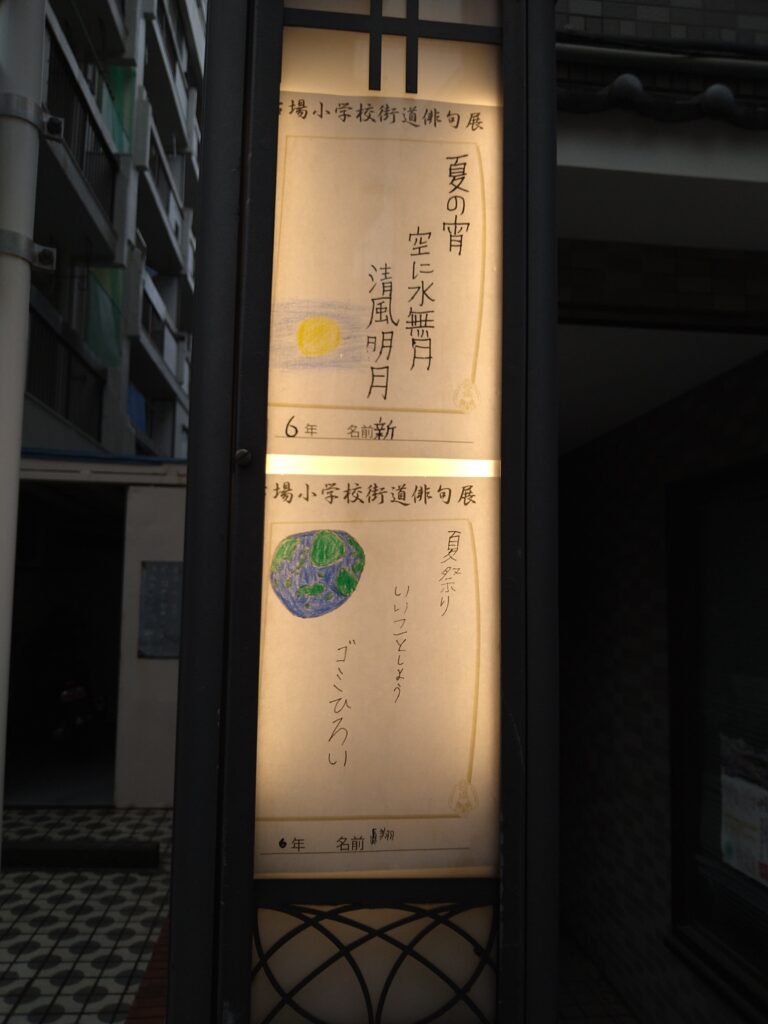 場小学校街道俳句展
夏の宵
空に水無月
清風明月
6年 名前 新
場小学校街道俳句展
夏祭り
いいことしよう
ゴミひろい
6年 名前